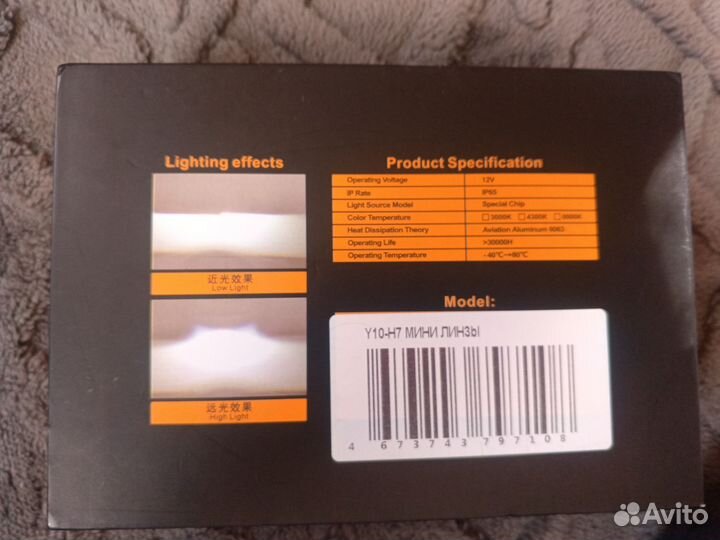 Lighting effects
近光效果
Low Light
远光效果
High Light
Product Specification
Operating Voltage 12V
IP Rate IP65
Light Source Model Special Chip
Color Temperature 3000K 4300K 6000K
Heat Dissipation Theory Aviation Aluminum 6063
Operating Life >30000H
Operating Temperature -40℃~+80℃
Model:
Y10-H7 МИНИ ЛИНЗЫ
4 673743 797108
Avito